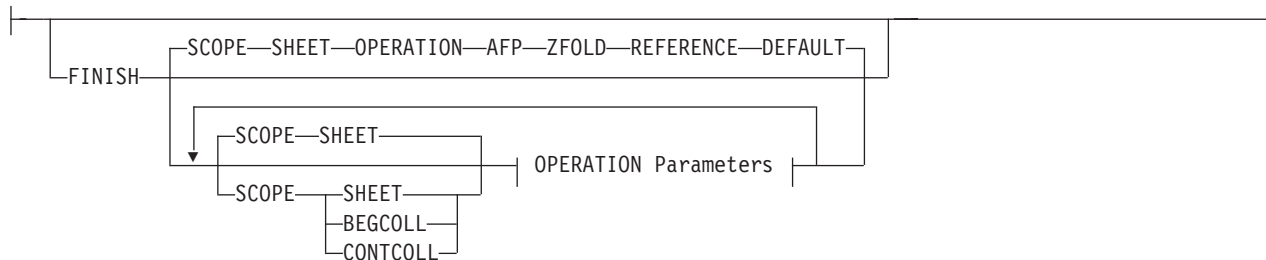 SCOPE SHEET OPERATION AFP ZFOLD REFERENCE DEFAULT
FINISH
SCOPE SHEET
OPERATION Parameters
SCOPE SHEET
BEGCOLL
CONTCOLL